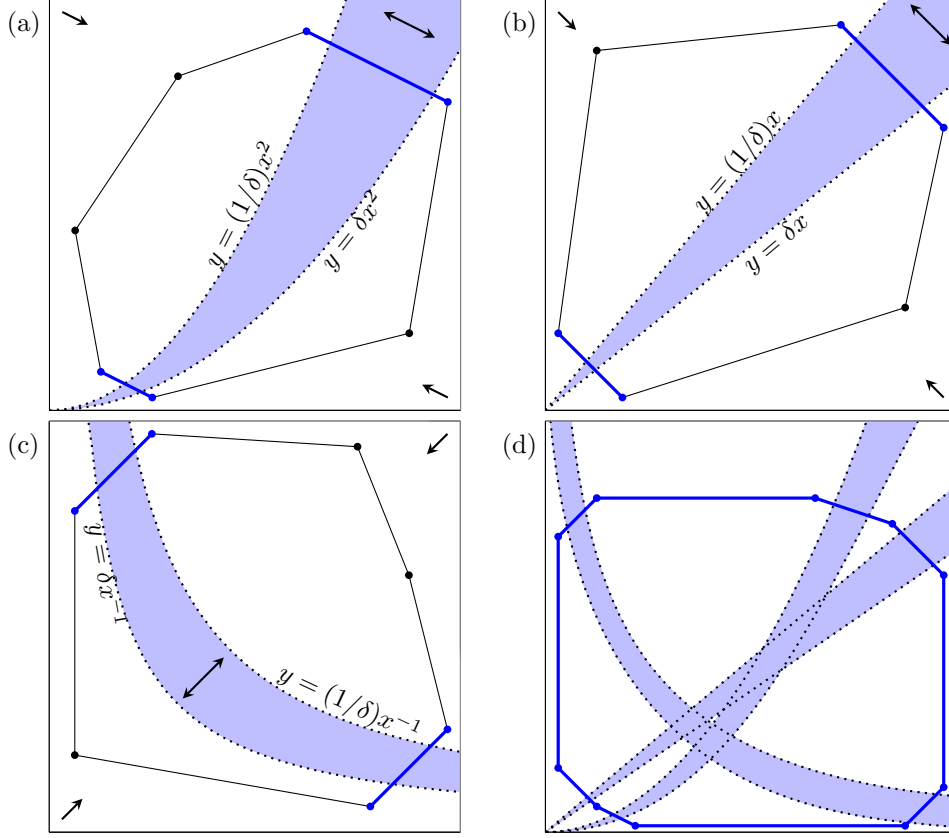 (a)
y = (1/δ)x²
y = δx²
(b)
y = (1/δ)x
y = δx
(c)
y = δx⁻¹
y = (1/δ)x⁻¹
(d)